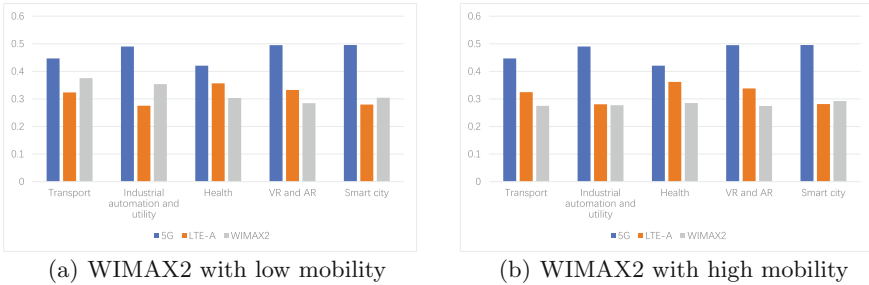 0.6
0.5
0.4
0.3
0.2
0.1
0
Transport
Industrial
automation and
utility
Health
VR and AR
Smart city
5G LTE-A WIMAX2
(a) WIMAX2 with low mobility
0.6
0.5
0.4
0.3
0.2
0.1
0
Transport
Industrial
automation and
utility
Health
VR and AR
Smart city
5G LTE-A WIMAX2
(b) WIMAX2 with high mobility